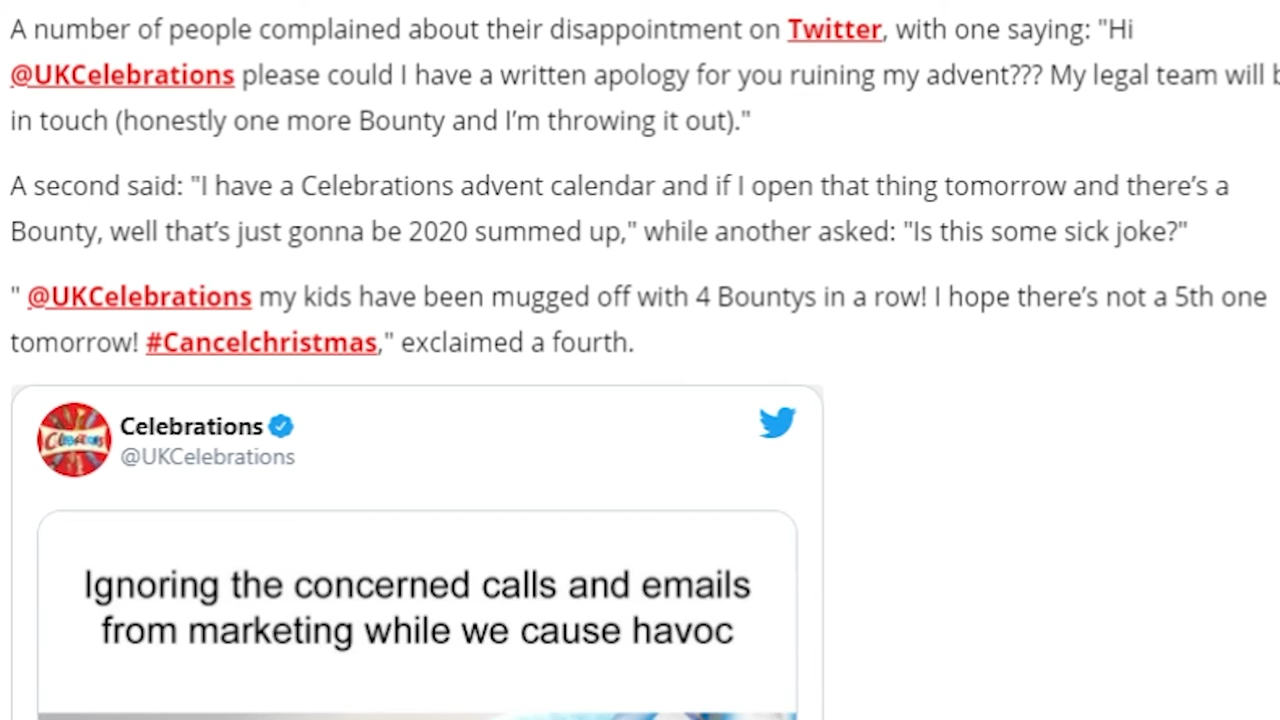 A number of people complained about their disappointment on Twitter, with one saying: "Hi
@UKCelebrations please could I have a written apology for you ruining my advent??? My legal team will b
in touch (honestly one more Bounty and I'm throwing it out)."
A second said: "I have a Celebrations advent calendar and if I open that thing tomorrow and there's a
Bounty, well that's just gonna be 2020 summed up," while another asked: "Is this some sick joke?"
" @UKCelebrations my kids have been mugged off with 4 Bountys in a row! I hope there's not a 5th one
tomorrow! #Cancelchristmas," exclaimed a fourth.
Celebrations
@UKCelebrations
Ignoring the concerned calls and emails
from marketing while we cause havoc